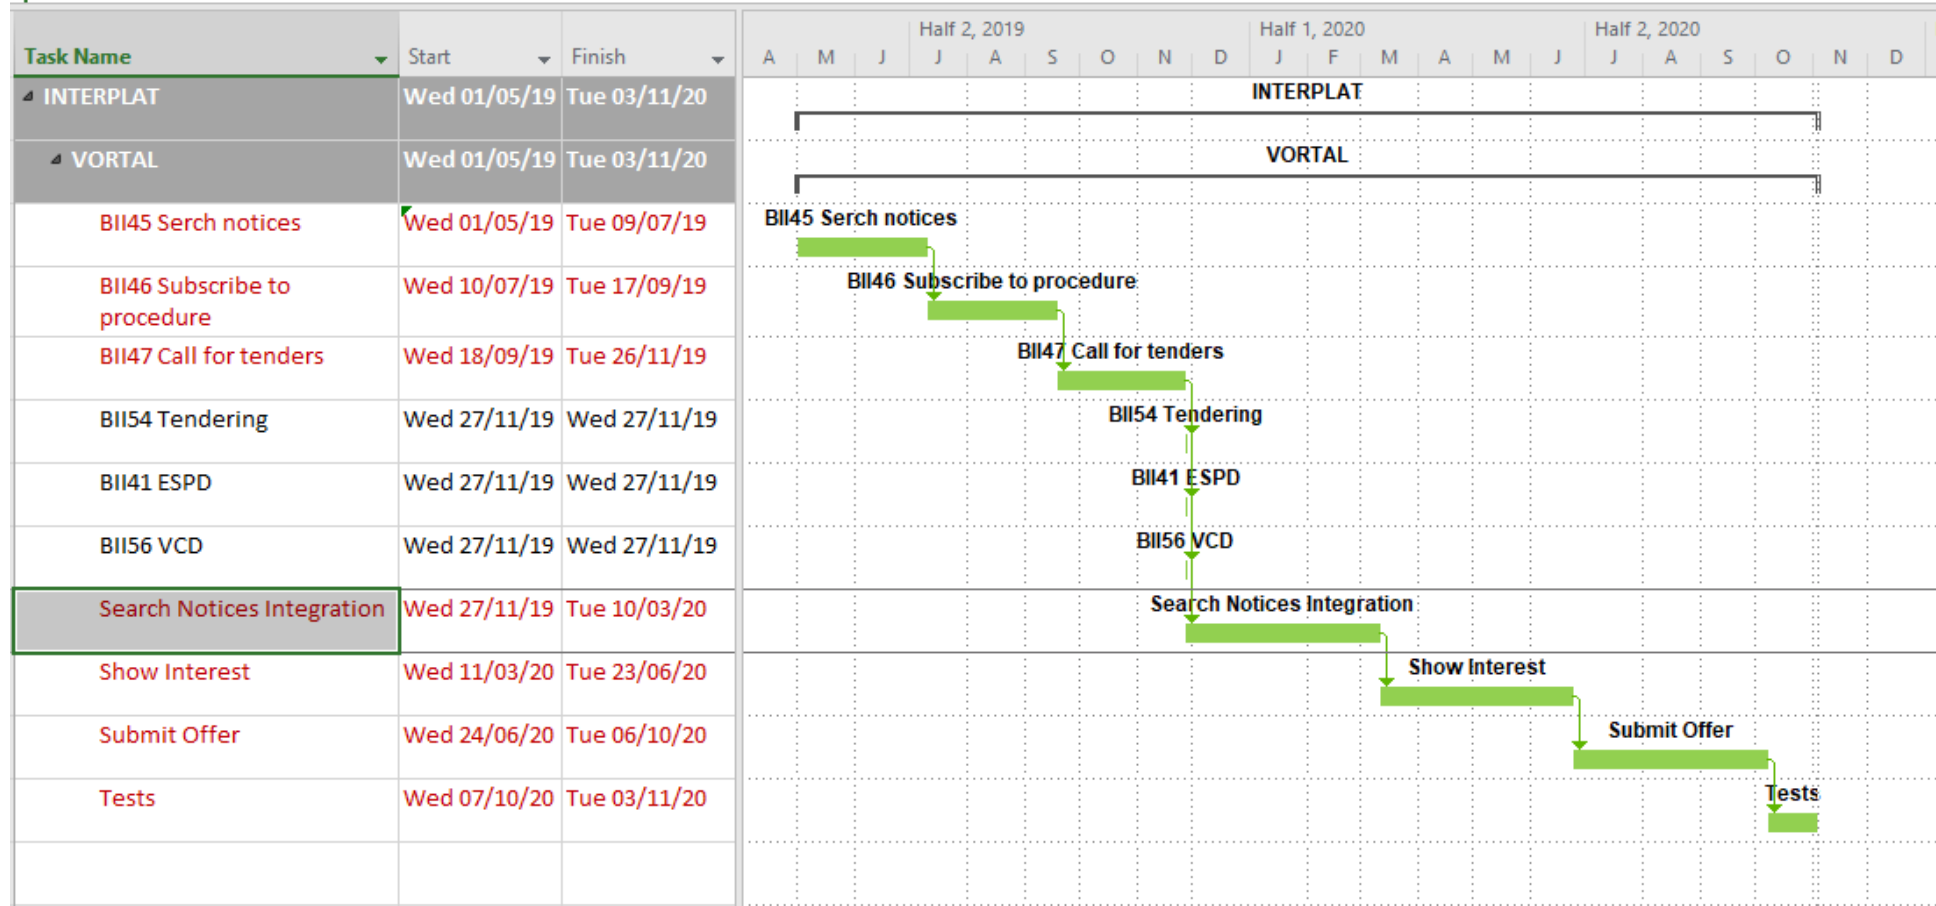 Half 2, 2019 Half 1, 2020 Half 2, 2020
Task Name Start Finish A M J J A S O N D J F M A M J J A S O N D
INTERPLAT Wed 01/05/19 Tue 03/11/20 INTERPLAT
VORTAL Wed 01/05/19 Tue 03/11/20 VORTAL
BII45 Serch notices Wed 01/05/19 Tue 09/07/19 BII45 Serch notices
BII46 Subscribe to Wed 10/07/19 Tue 17/09/19 BII46 Subscribe to procedure
procedure
BII47 Call for tenders Wed 18/09/19 Tue 26/11/19 BII47 Call for tenders
BII54 Tendering Wed 27/11/19 Wed 27/11/19 BII54 Tendering
BII41 ESPD Wed 27/11/19 Wed 27/11/19 BII41 ESPD
BII56 VCD Wed 27/11/19 Wed 27/11/19 BII56 VCD
Search Notices Integration Wed 27/11/19 Tue 10/03/20 Search Notices Integration
Show Interest Wed 11/03/20 Tue 23/06/20 Show Interest
Submit Offer Wed 24/06/20 Tue 06/10/20 Submit Offer
Tests Wed 07/10/20 Tue 03/11/20 Tests